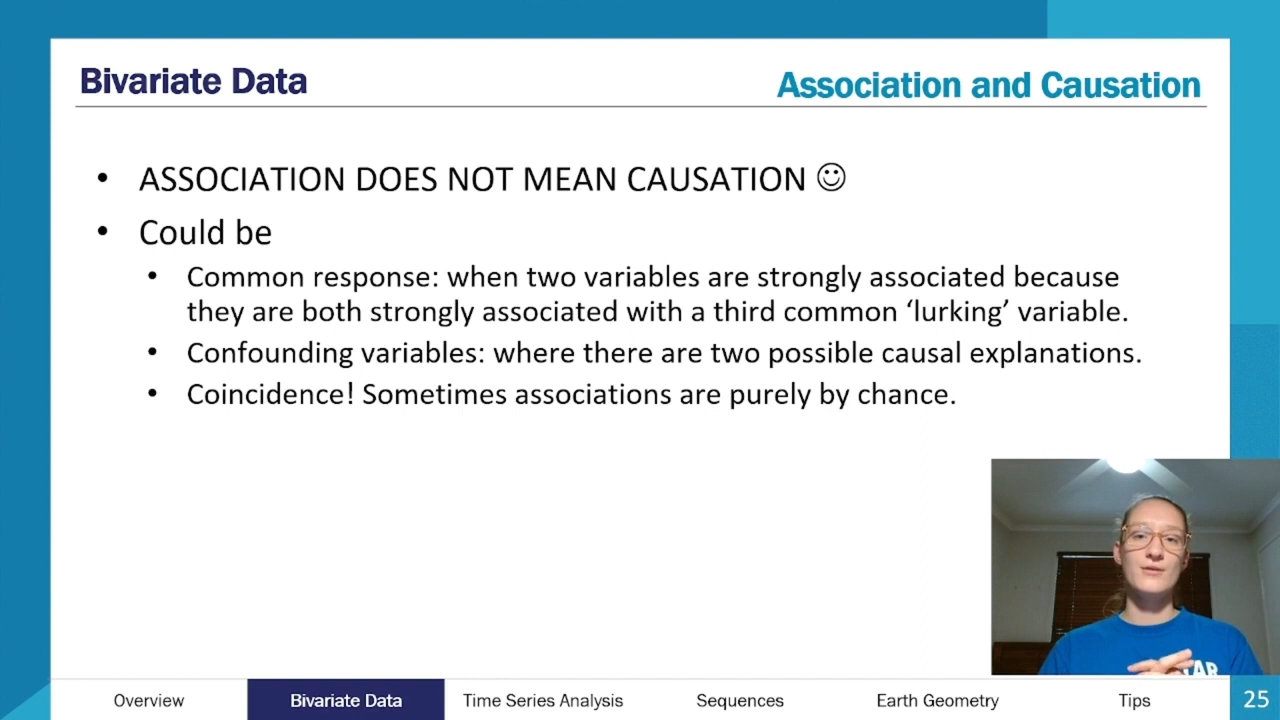 Bivariate Data
Association and Causation
• ASSOCIATION DOES NOT MEAN CAUSATION ☺
• Could be
• Common response: when two variables are strongly associated because
they are both strongly associated with a third common ‘lurking’ variable.
• Confounding variables: where there are two possible causal explanations.
• Coincidence! Sometimes associations are purely by chance.
Overview Bivariate Data Time Series Analysis Sequences Earth Geometry Tips 25